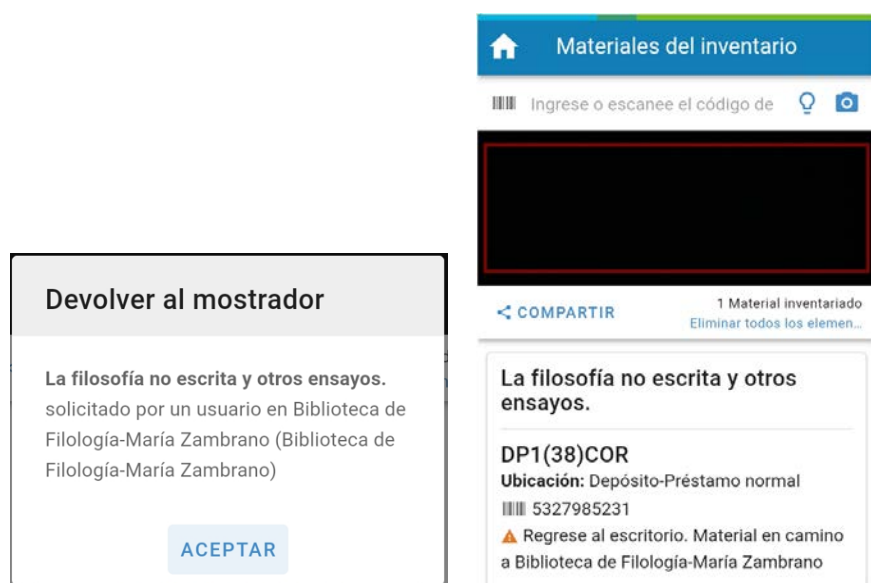 Devolver al mostrador
La filosofía no escrita y otros ensayos.
solicitado por un usuario en Biblioteca de
Filología-María Zambrano (Biblioteca de
Filología-María Zambrano)
ACEPTAR
Materiales del inventario
Ingrese o escanee el código de
COMPARTIR
1 Material inventariado
Eliminar todos los elemen...
La filosofía no escrita y otros
ensayos.
DP1(38)COR
Ubicación: Depósito-Préstamo normal
5327985231
Regrese al escritorio. Material en camino
a Biblioteca de Filología-María Zambrano